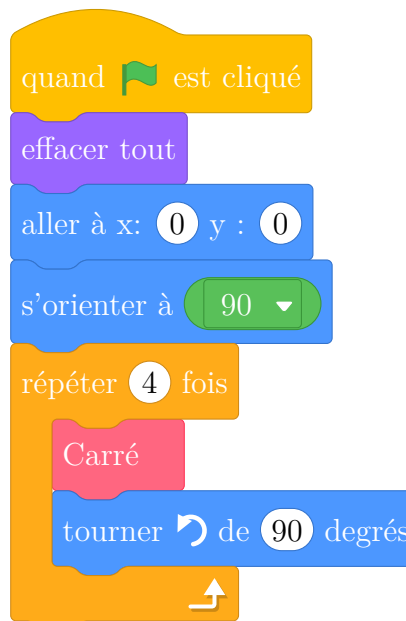 quand est cliqué
effacer tout
aller à x: 0 y : 0
s'orienter à 90
répéter 4 fois
Carré
tourner de 90 degrés